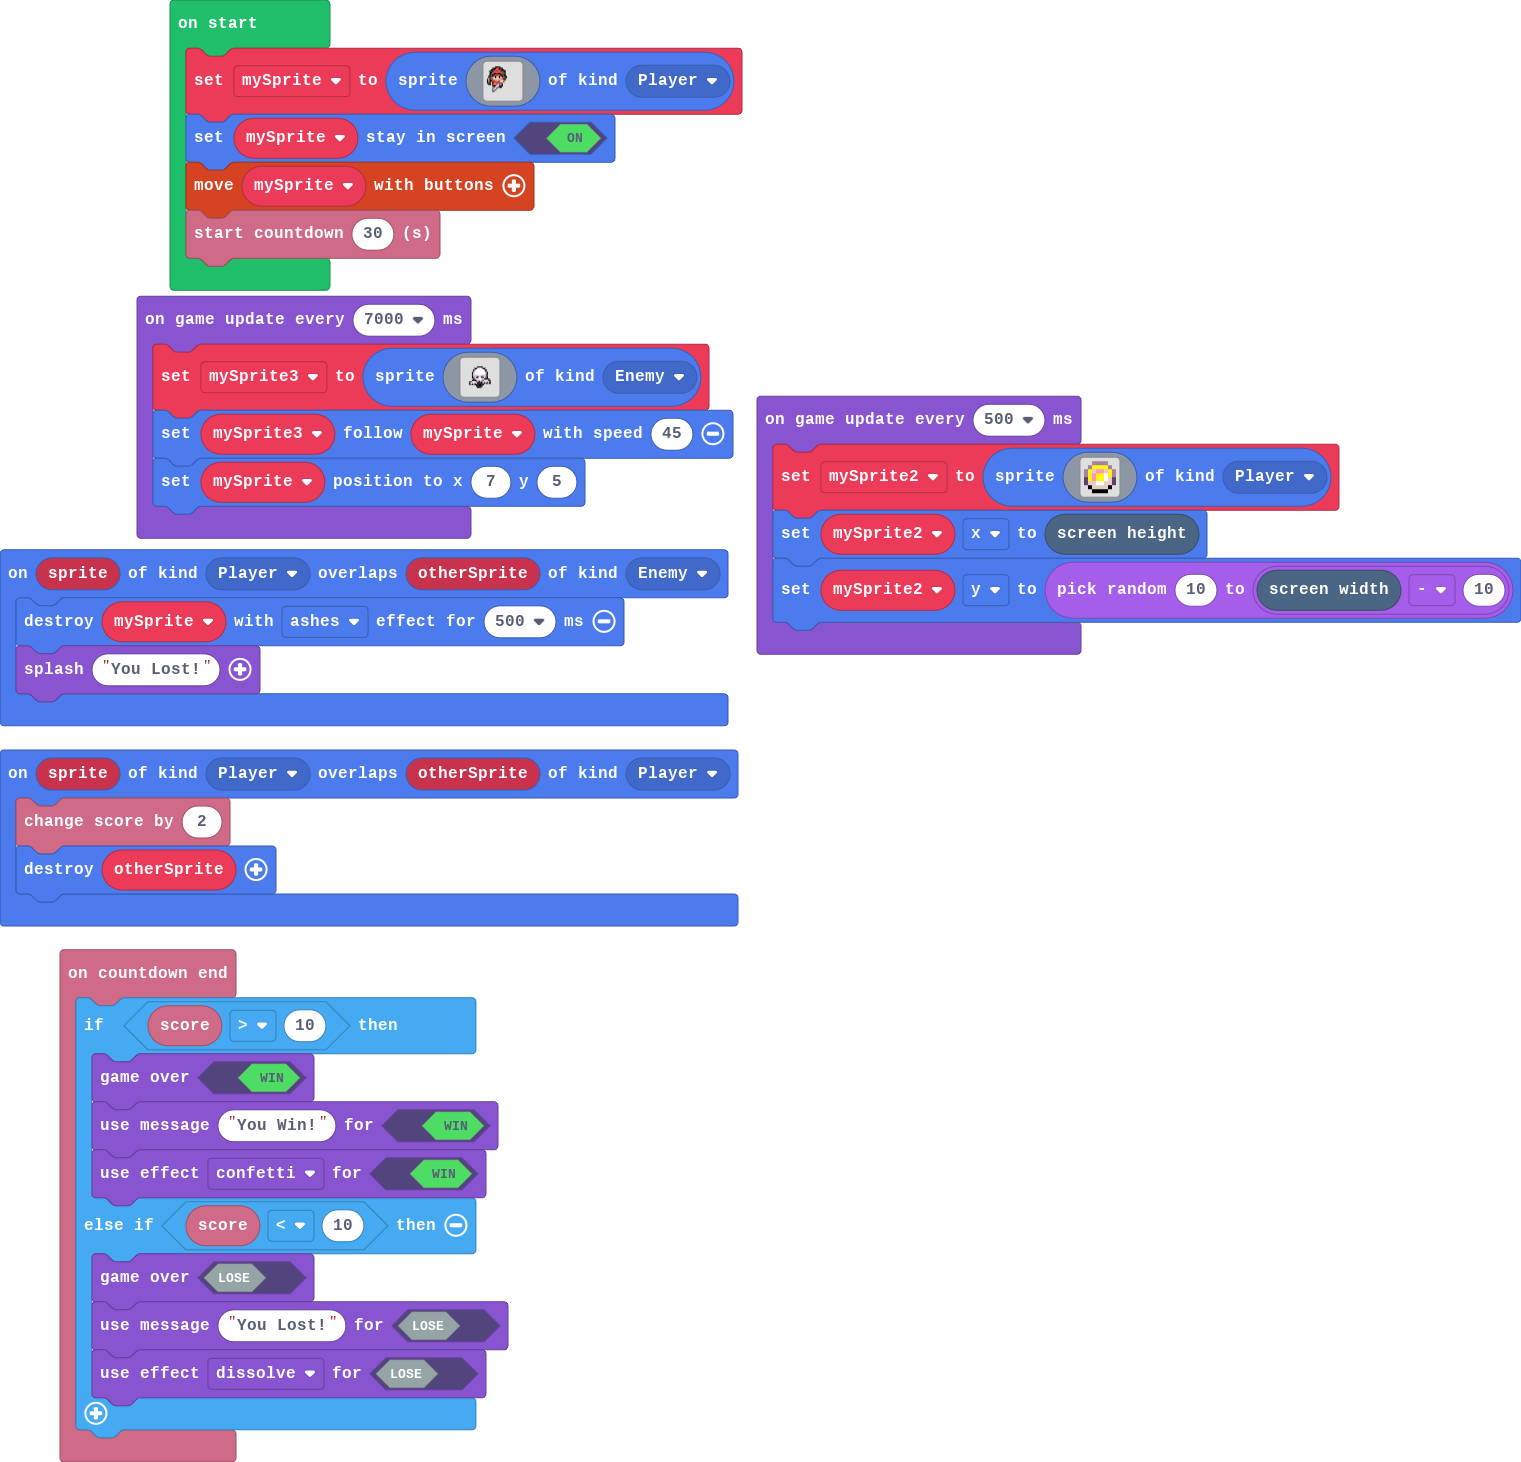 on start
set mySprite to sprite of kind Player
set mySprite stay in screen ON
move mySprite with buttons
start countdown 30 (s)
on game update every 7000 ms
set mySprite3 to sprite of kind Enemy
set mySprite3 follow mySprite with speed 45
set mySprite position to x 7 y 5
on game update every 500 ms
set mySprite2 to sprite of kind Player
set mySprite2 x to screen height
set mySprite2 y to pick random 10 to screen width - 10
on sprite of kind Player overlaps otherSprite of kind Enemy
destroy mySprite with ashes effect for 500 ms
splash "You Lost!"
on sprite of kind Player overlaps otherSprite of kind Player
change score by 2
destroy otherSprite
on countdown end
if score > 10 then
game over WIN
use message "You Win!" for WIN
use effect confetti for WIN
else if score < 10 then
game over LOSE
use message "You Lost!" for LOSE
use effect dissolve for LOSE